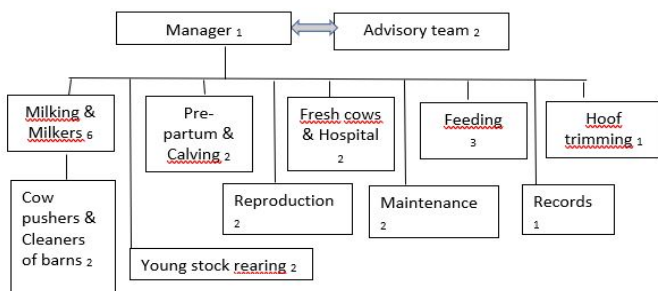 Manager 1
Advisory team 2
Milking &
Milkers 6
Pre-
partum &
Calving 2
Fresh cows
& Hospital
2
Feeding
3
Hoof
trimming 1
Cow
pushers &
Cleaners
of barns 2
Reproduction
2
Maintenance
2
Records
1
Young stock rearing 2